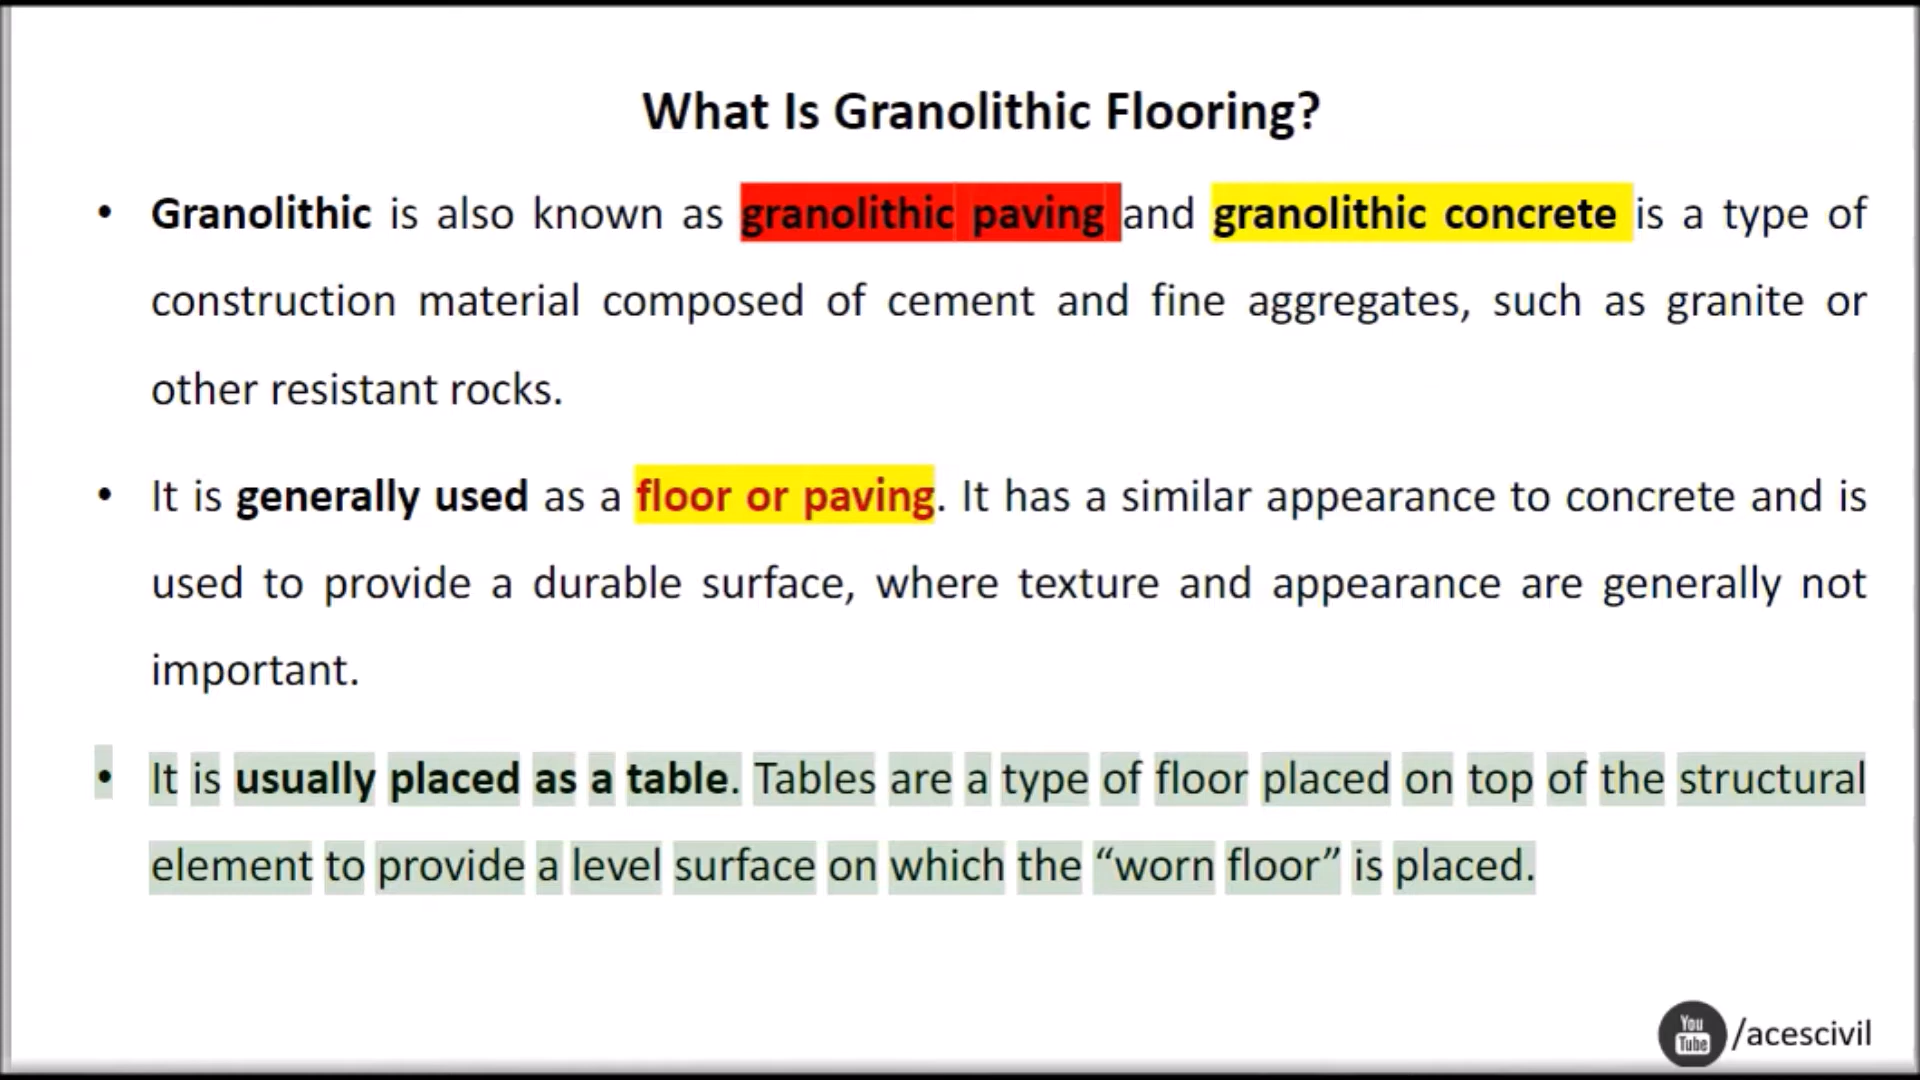 What Is Granolithic Flooring?
• Granolithic is also known as granolithic paving and granolithic concrete is a type of
construction material composed of cement and fine aggregates, such as granite or
other resistant rocks.
• It is generally used as a floor or paving. It has a similar appearance to concrete and is
used to provide a durable surface, where texture and appearance are generally not
important.
• It is usually placed as a table. Tables are a type of floor placed on top of the structural
element to provide a level surface on which the “worn floor” is placed.
You
Tube
/acescivil